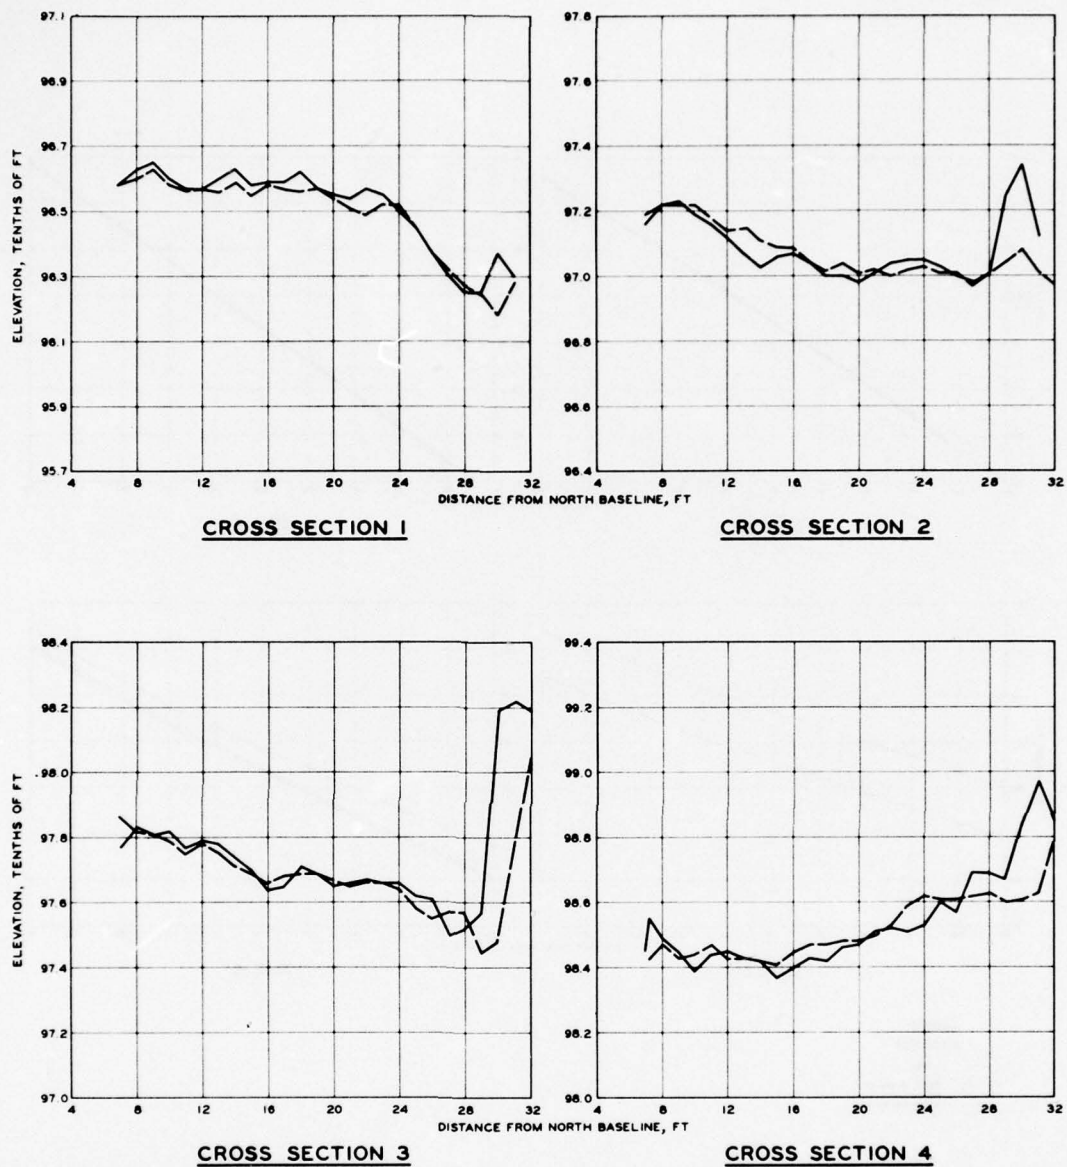 97.1
96.9
96.7
96.5
96.3
96.1
95.9
95.7
ELEVATION, TENTHS OF FT
4 8 12 16 20 24 28 32
97.8
97.6
97.4
97.2
97.0
96.8
96.6
96.4
4 8 12 16 20 24 28 32
DISTANCE FROM NORTH BASELINE, FT
CROSS SECTION 1
CROSS SECTION 2
98.4
98.2
98.0
97.8
97.6
97.4
97.2
97.0
ELEVATION, TENTHS OF FT
4 8 12 16 20 24 28 32
99.4
99.2
99.0
98.8
98.6
98.4
98.2
98.0
4 8 12 16 20 24 28 32
DISTANCE FROM NORTH BASELINE, FT
CROSS SECTION 3
CROSS SECTION 4